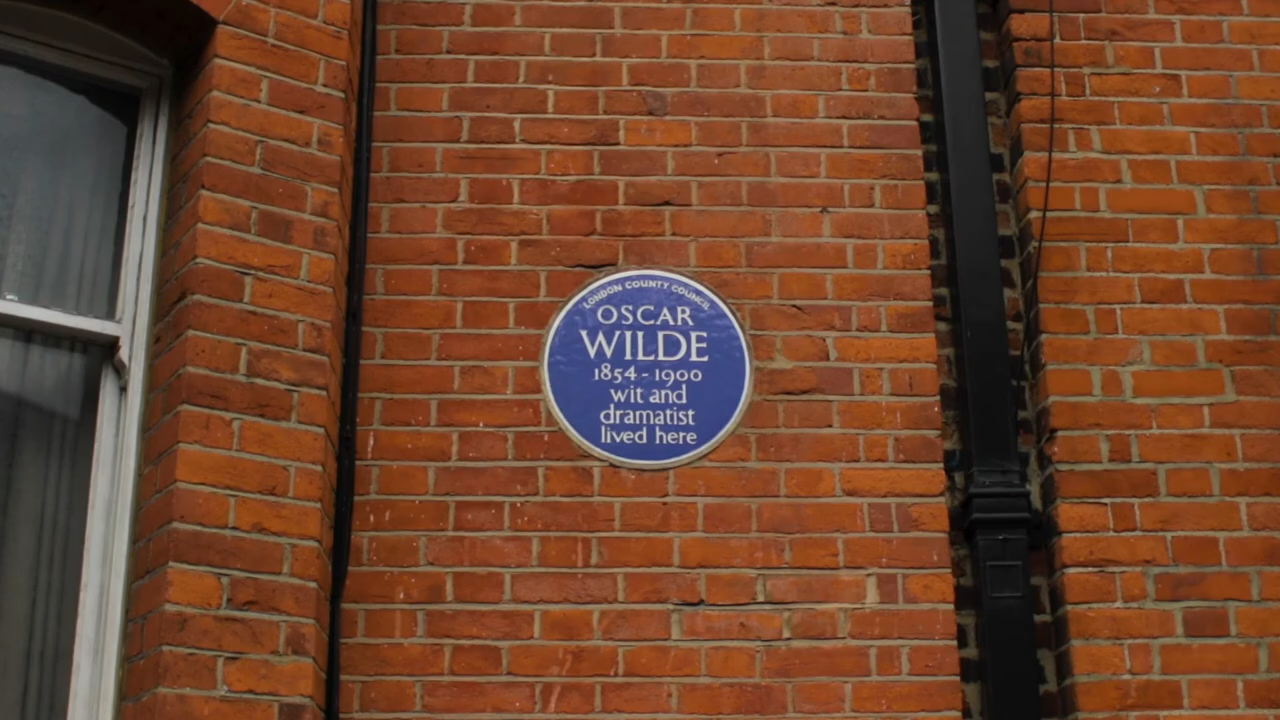 LONDON COUNTY COUNCIL
OSCAR
WILDE
1854-1900
wit and
dramatist
lived here